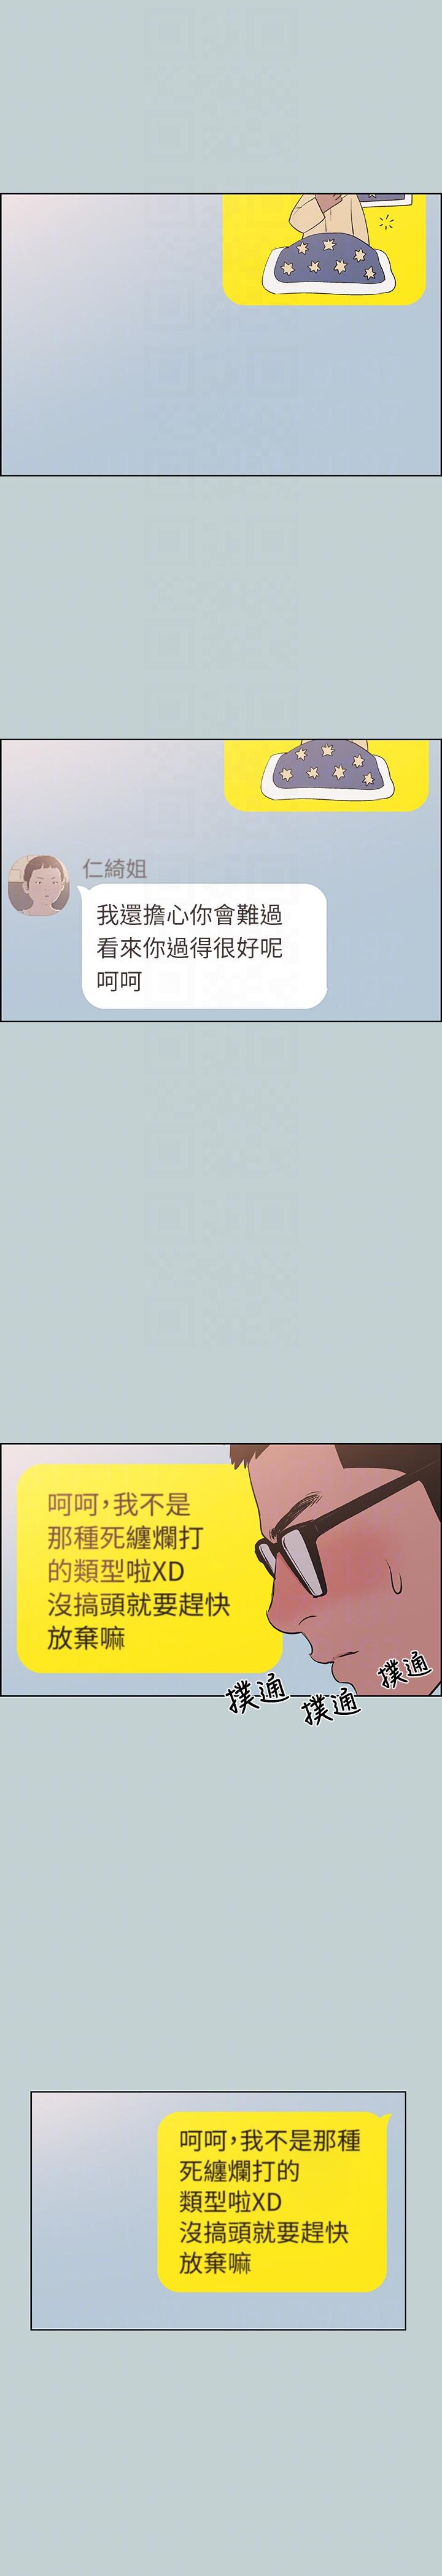 仁綺姐
我還擔心你會難過
看來你過得很好呢
呵呵
呵呵，我不是
那種死纏爛打
的類型啦XD
沒搞頭就要趕快
放棄嘛
撲通
撲通
撲通
呵呵，我不是那種
死纏爛打的
類型啦XD
沒搞頭就要趕快
放棄嘛